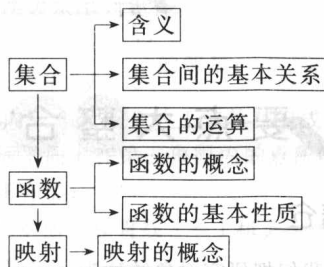 含义
集合
集合间的基本关系
集合的运算
函数的概念
函数
函数的基本性质
映射
映射的概念